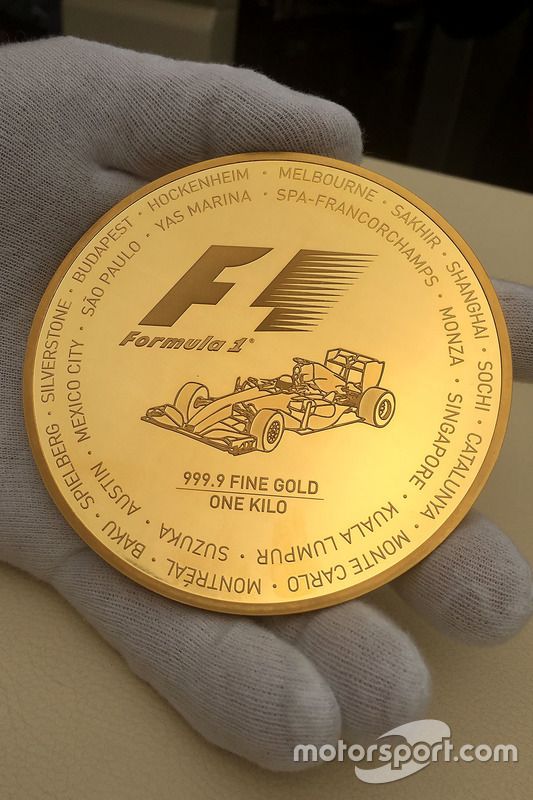 MELBOURNE · SAKHIR · SHANGHAI · SOCHI · CATALUNYA · MONTE CARLO · MONTRÉAL · BAKU · SPIELBERG · SILVERSTONE · BUDAPEST · HOCKENHEIM ·
SPA-FRANCORCHAMPS · MONZA · SINGAPORE · KUALA LUMPUR · SUZUKA · AUSTIN · MEXICO CITY · SÃO PAULO · YAS MARINA ·
F1
Formula 1®
999.9 FINE GOLD
ONE KILO
motorsport.com